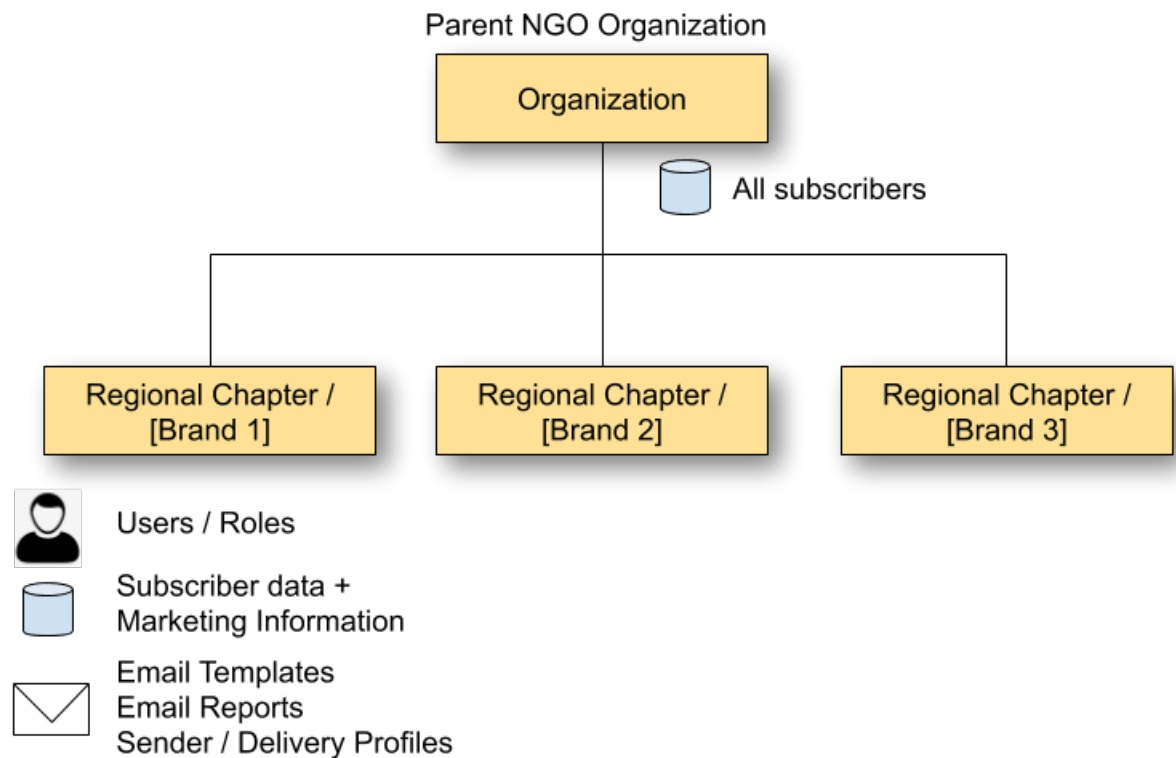 Parent NGO Organization
Organization
All subscribers
Regional Chapter /
[Brand 1]
Regional Chapter /
[Brand 2]
Regional Chapter /
[Brand 3]
Users / Roles
Subscriber data +
Marketing Information
Email Templates
Email Reports
Sender / Delivery Profiles